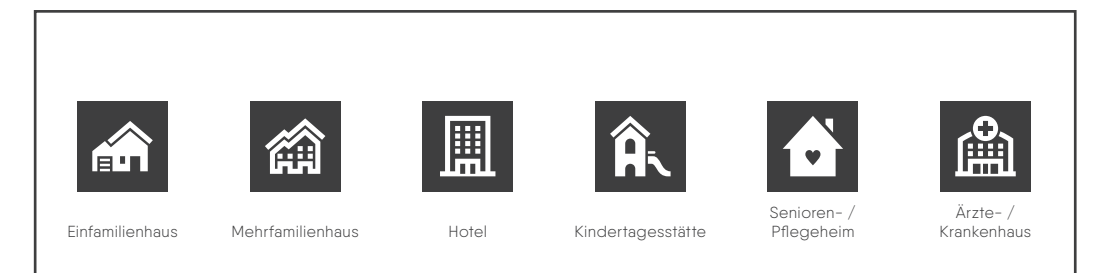 Einfamilienhaus
Mehrfamilienhaus
Hotel
Kindertagesstätte
Senioren- /
Pflegeheim
Ärzte- /
Krankenhaus